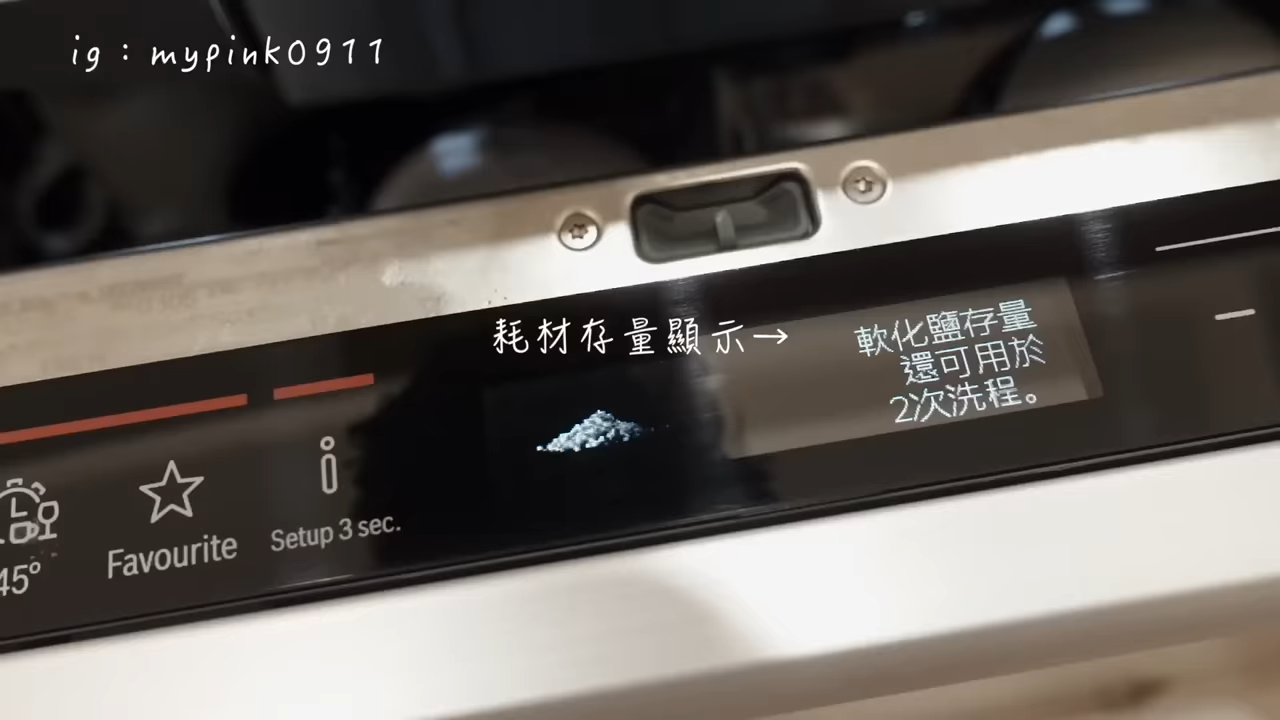 ig : mypink0911
耗材存量顯示→
軟化鹽存量
還可用於
2次洗程。
45°
Favourite
Setup 3 sec.